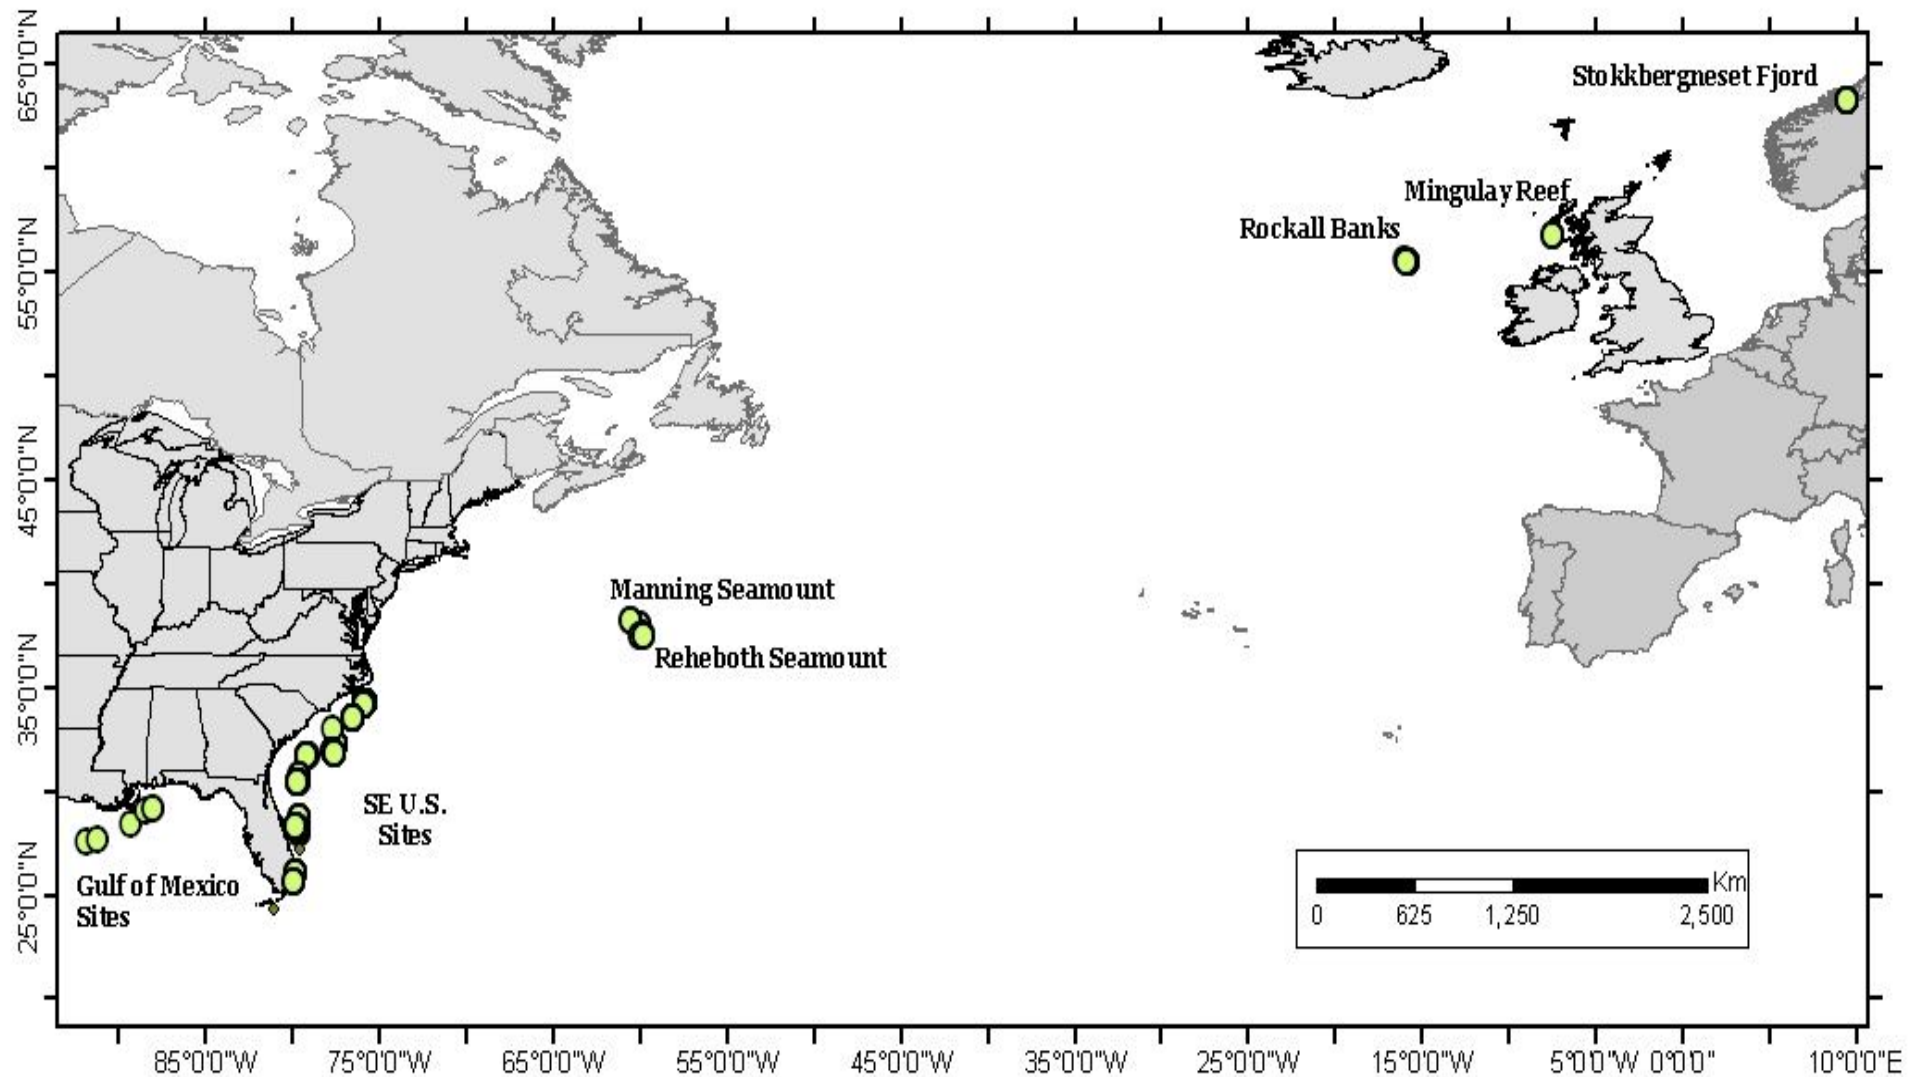 Stokkbergneset Fjord
Mingulay Reef
Rockall Banks
Manning Seamount
Reheboth Seamount
SE U.S.
Sites
Gulf of Mexico
Sites
65°0'0"N
55°0'0"N
45°0'0"N
35°0'0"N
25°0'0"N
Km
0 625 1,250 2,500
85°0'0"W 75°0'0"W 65°0'0"W 55°0'0"W 45°0'0"W 35°0'0"W 25°0'0"W 15°0'0"W 5°0'0"W 0°0'0" 10°0'0"E